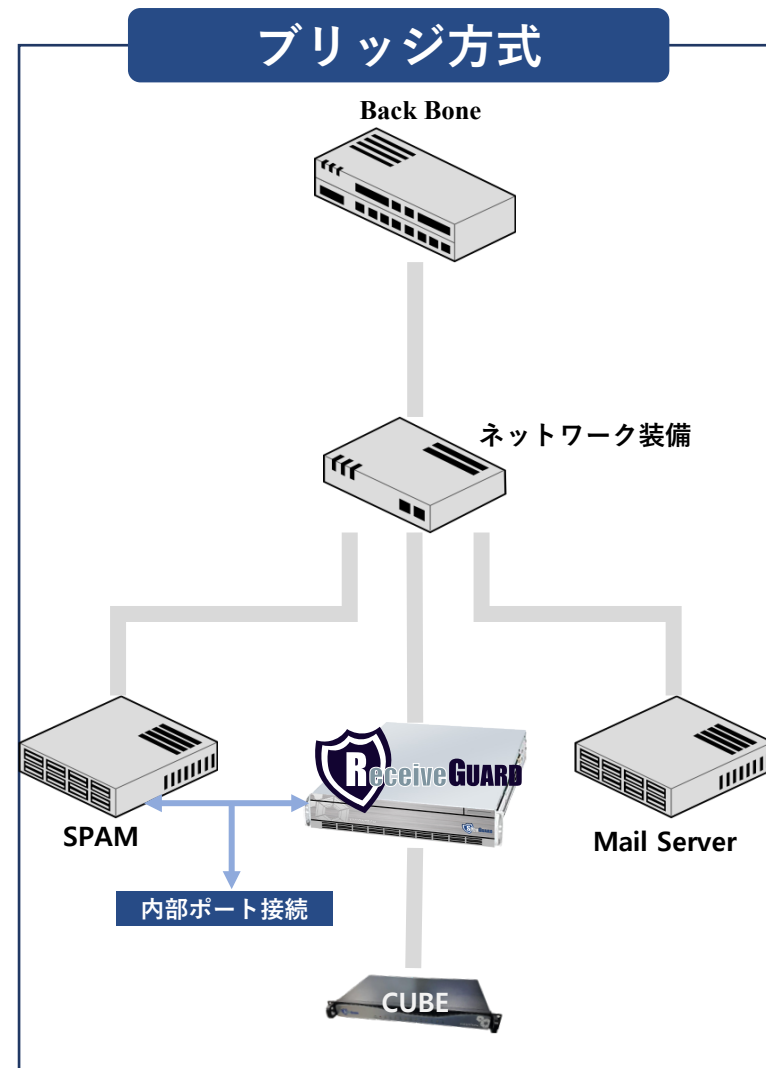 ブリッジ方式
Back Bone
ネットワーク装備
ReceiveGUARD
SPAM
Mail Server
内部ポート接続
CUBE